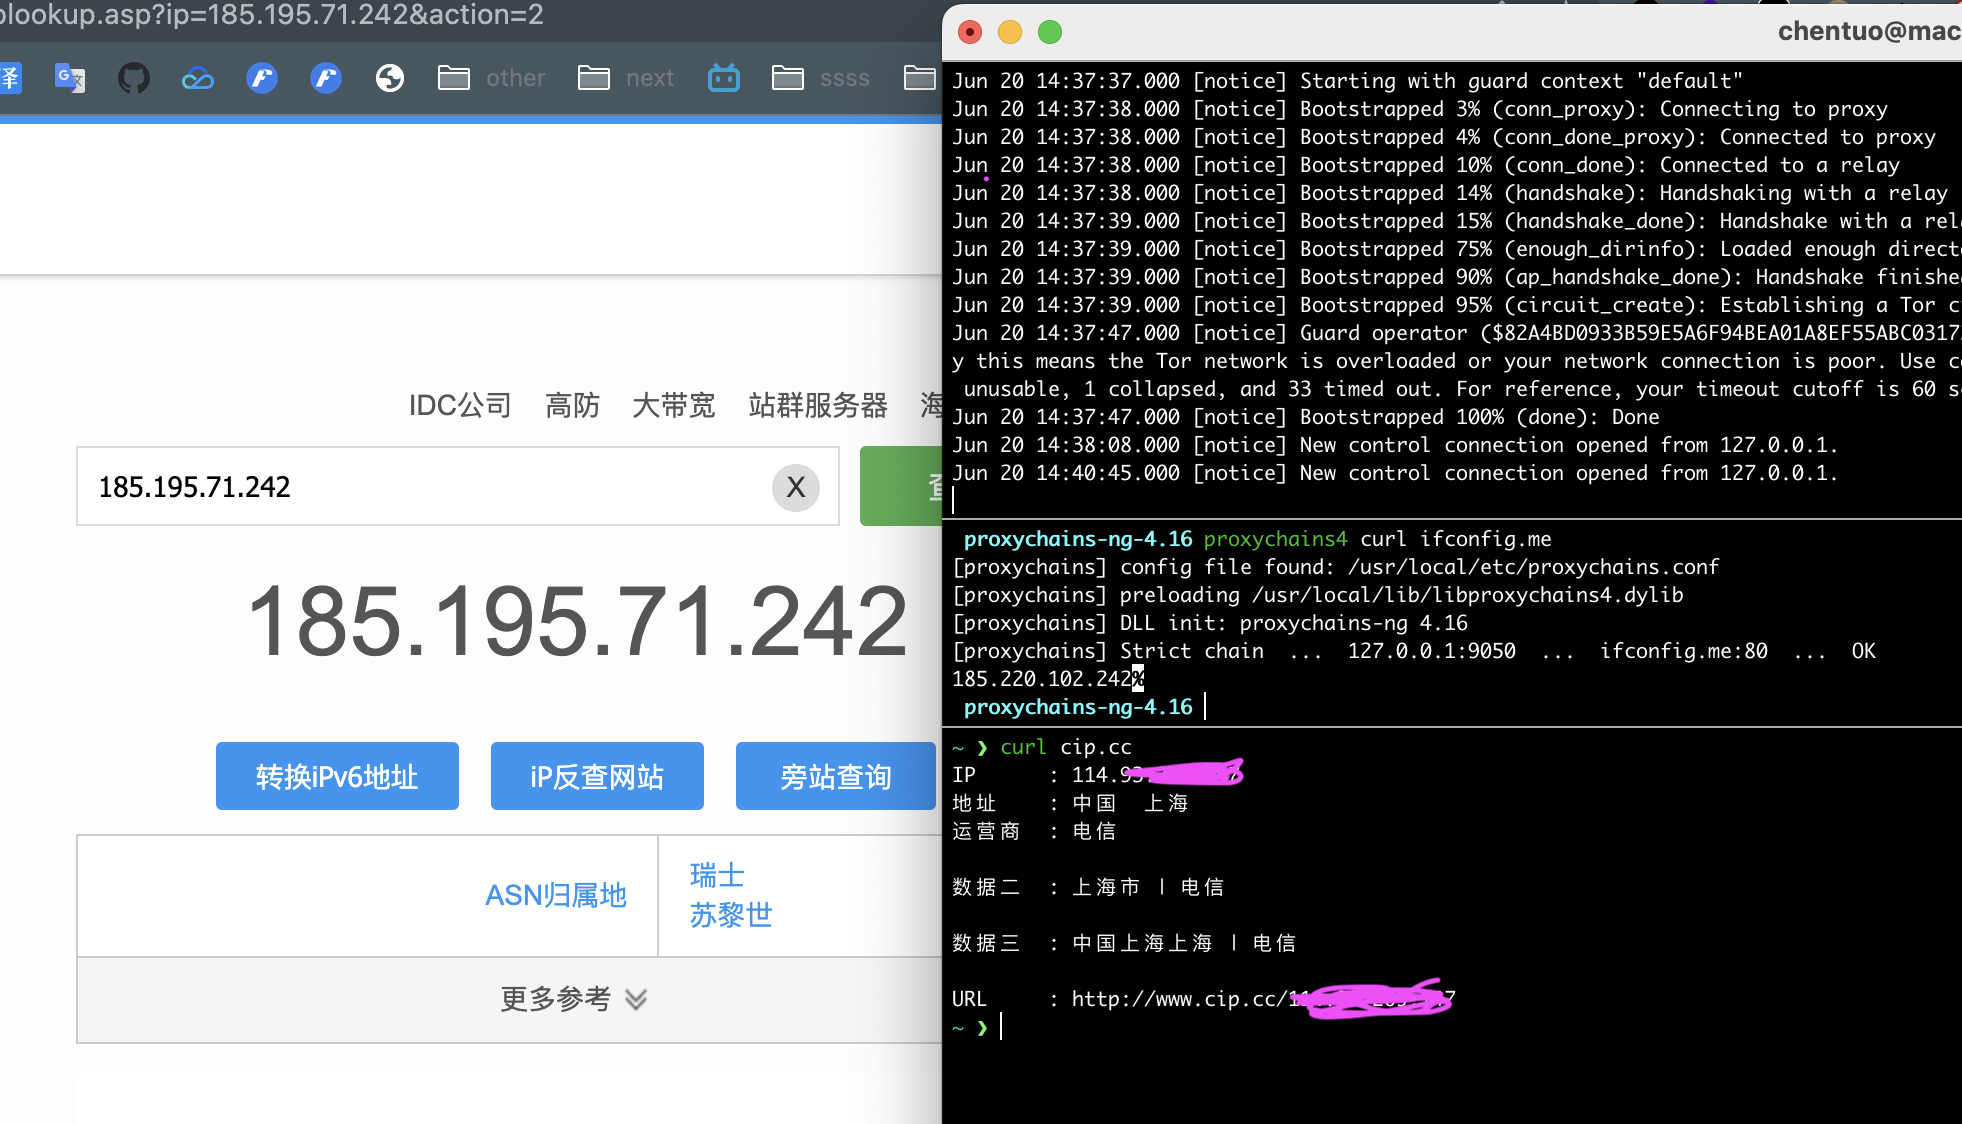 plookup.asp?ip=185.195.71.242&action=2
other next ssss
IDC公司 高防 大带宽 站群服务器 海
185.195.71.242 X 查
185.195.71.242
转换iPv6地址 iP反查网站 旁站查询
ASN归属地
瑞士
苏黎世
更多参考
chentuo@mac
Jun 20 14:37:37.000 [notice] Starting with guard context "default"
Jun 20 14:37:38.000 [notice] Bootstrapped 3% (conn_proxy): Connecting to proxy
Jun 20 14:37:38.000 [notice] Bootstrapped 4% (conn_done_proxy): Connected to proxy
Jun 20 14:37:38.000 [notice] Bootstrapped 10% (conn_done): Connected to a relay
Jun 20 14:37:38.000 [notice] Bootstrapped 14% (handshake): Handshaking with a relay
Jun 20 14:37:39.000 [notice] Bootstrapped 15% (handshake_done): Handshake with a rel
Jun 20 14:37:39.000 [notice] Bootstrapped 75% (enough_dirinfo): Loaded enough direct
Jun 20 14:37:39.000 [notice] Bootstrapped 90% (ap_handshake_done): Handshake finishe
Jun 20 14:37:39.000 [notice] Bootstrapped 95% (circuit_create): Establishing a Tor c
Jun 20 14:37:47.000 [notice] Guard operator ($82A4BD0933B59E5A6F94BEA01A8EF55ABC0317
y this means the Tor network is overloaded or your network connection is poor. Use c
unusable, 1 collapsed, and 33 timed out. For reference, your timeout cutoff is 60 s
Jun 20 14:37:47.000 [notice] Bootstrapped 100% (done): Done
Jun 20 14:38:08.000 [notice] New control connection opened from 127.0.0.1.
Jun 20 14:40:45.000 [notice] New control connection opened from 127.0.0.1.
proxychains-ng-4.16 proxychains4 curl ifconfig.me
[proxychains] config file found: /usr/local/etc/proxychains.conf
[proxychains] preloading /usr/local/lib/libproxychains4.dylib
[proxychains] DLL init: proxychains-ng 4.16
[proxychains] Strict chain ... 127.0.0.1:9050 ... ifconfig.me:80 ... OK
185.220.102.242%
proxychains-ng-4.16
~ ❯ curl cip.cc
IP : 114.
地址 : 中国 上海
运营商 : 电信
数据二 : 上海市 | 电信
数据三 : 中国上海上海 | 电信
URL : http://www.cip.cc/
~ ❯